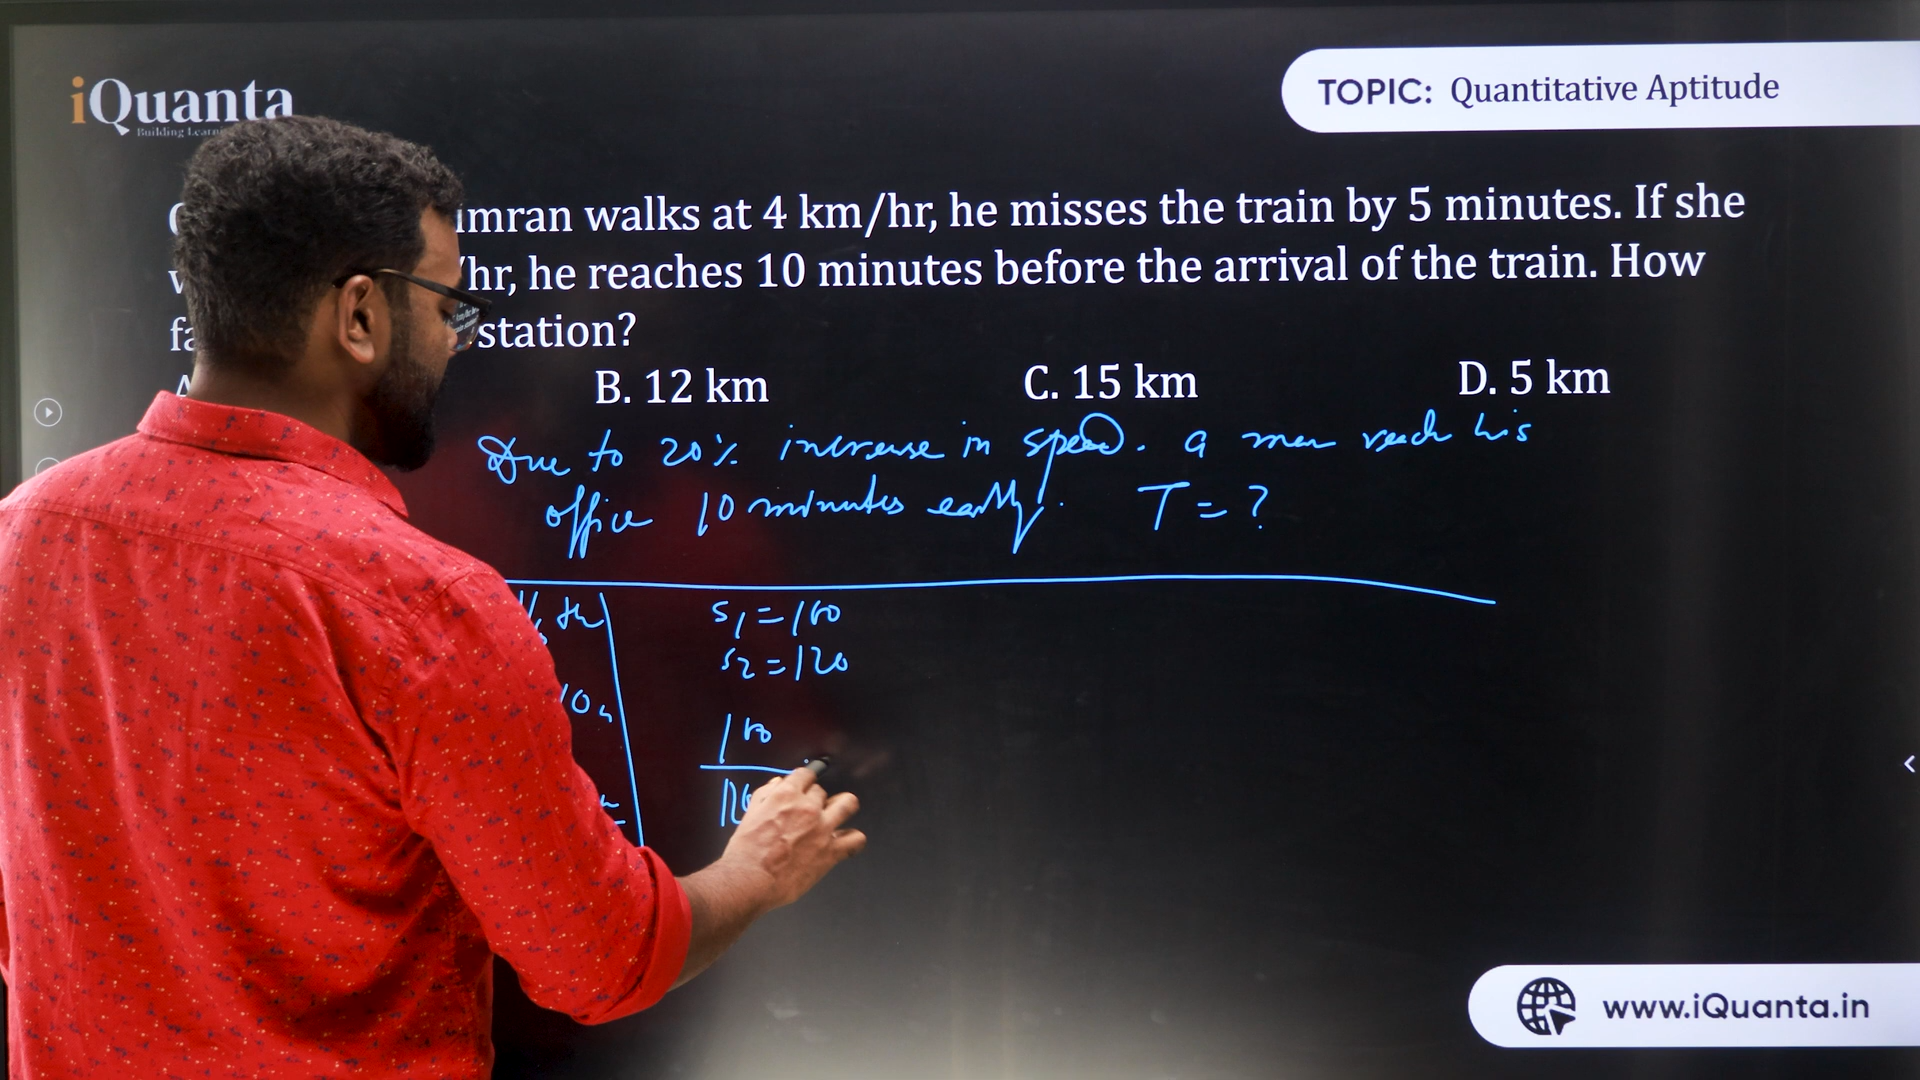 iQuanta
Building Learni
TOPIC: Quantitative Aptitude
imran walks at 4 km/hr, he misses the train by 5 minutes. If she
/hr, he reaches 10 minutes before the arrival of the train. How
fa station?
B. 12 km C. 15 km D. 5 km
Due to 20% increase in speed. a man reach his
office 10 minutes early. T = ?
S1 = 100
S2 = 120
100
www.iQuanta.in